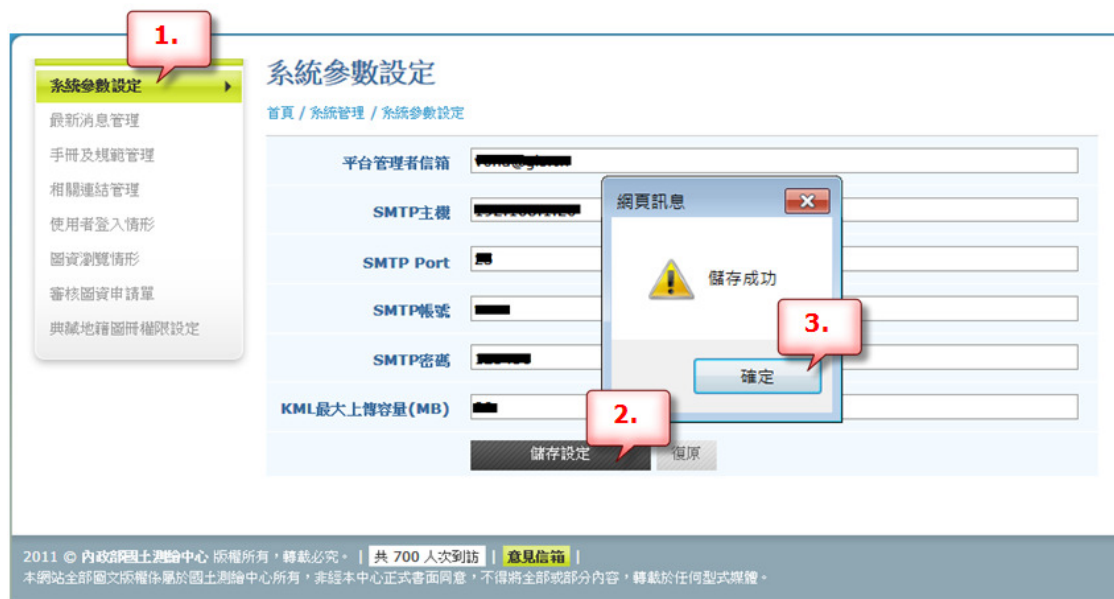 1.
系統參數設定
最新消息管理
手冊及規範管理
相關連結管理
使用者登入情形
圖資瀏覽情形
審核圖資申請單
典藏地籍圖冊權限設定
系統參數設定
首頁 / 系統管理 / 系統參數設定
平台管理者信箱
SMTP主機
SMTP Port
SMTP帳號
SMTP密碼
KML最大上傳容量(MB)
網頁訊息
儲存成功
3.
確定
2.
儲存設定
復原
2011 © 內政部國土測繪中心 版權所有，轉載必究。 | 共 700 人次到訪 | 意見信箱 |
本網站全部圖文版權係屬於國土測繪中心所有，非經本中心正式書面同意，不得將全部或部分內容，轉載於任何型式媒體。